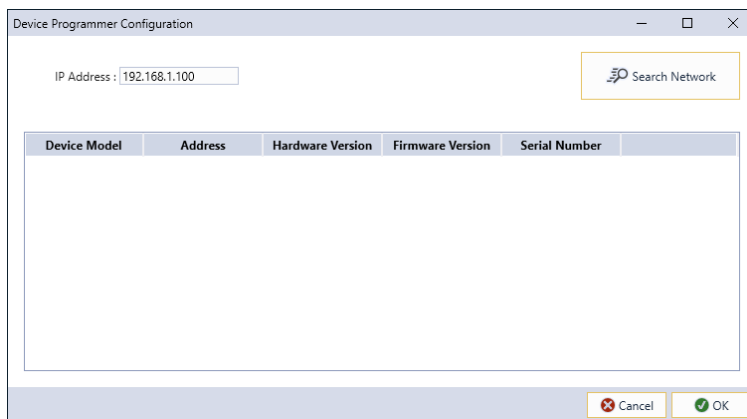 Device Programmer Configuration
IP Address : 192.168.1.100
Search Network
Device Model Address Hardware Version Firmware Version Serial Number
Cancel OK